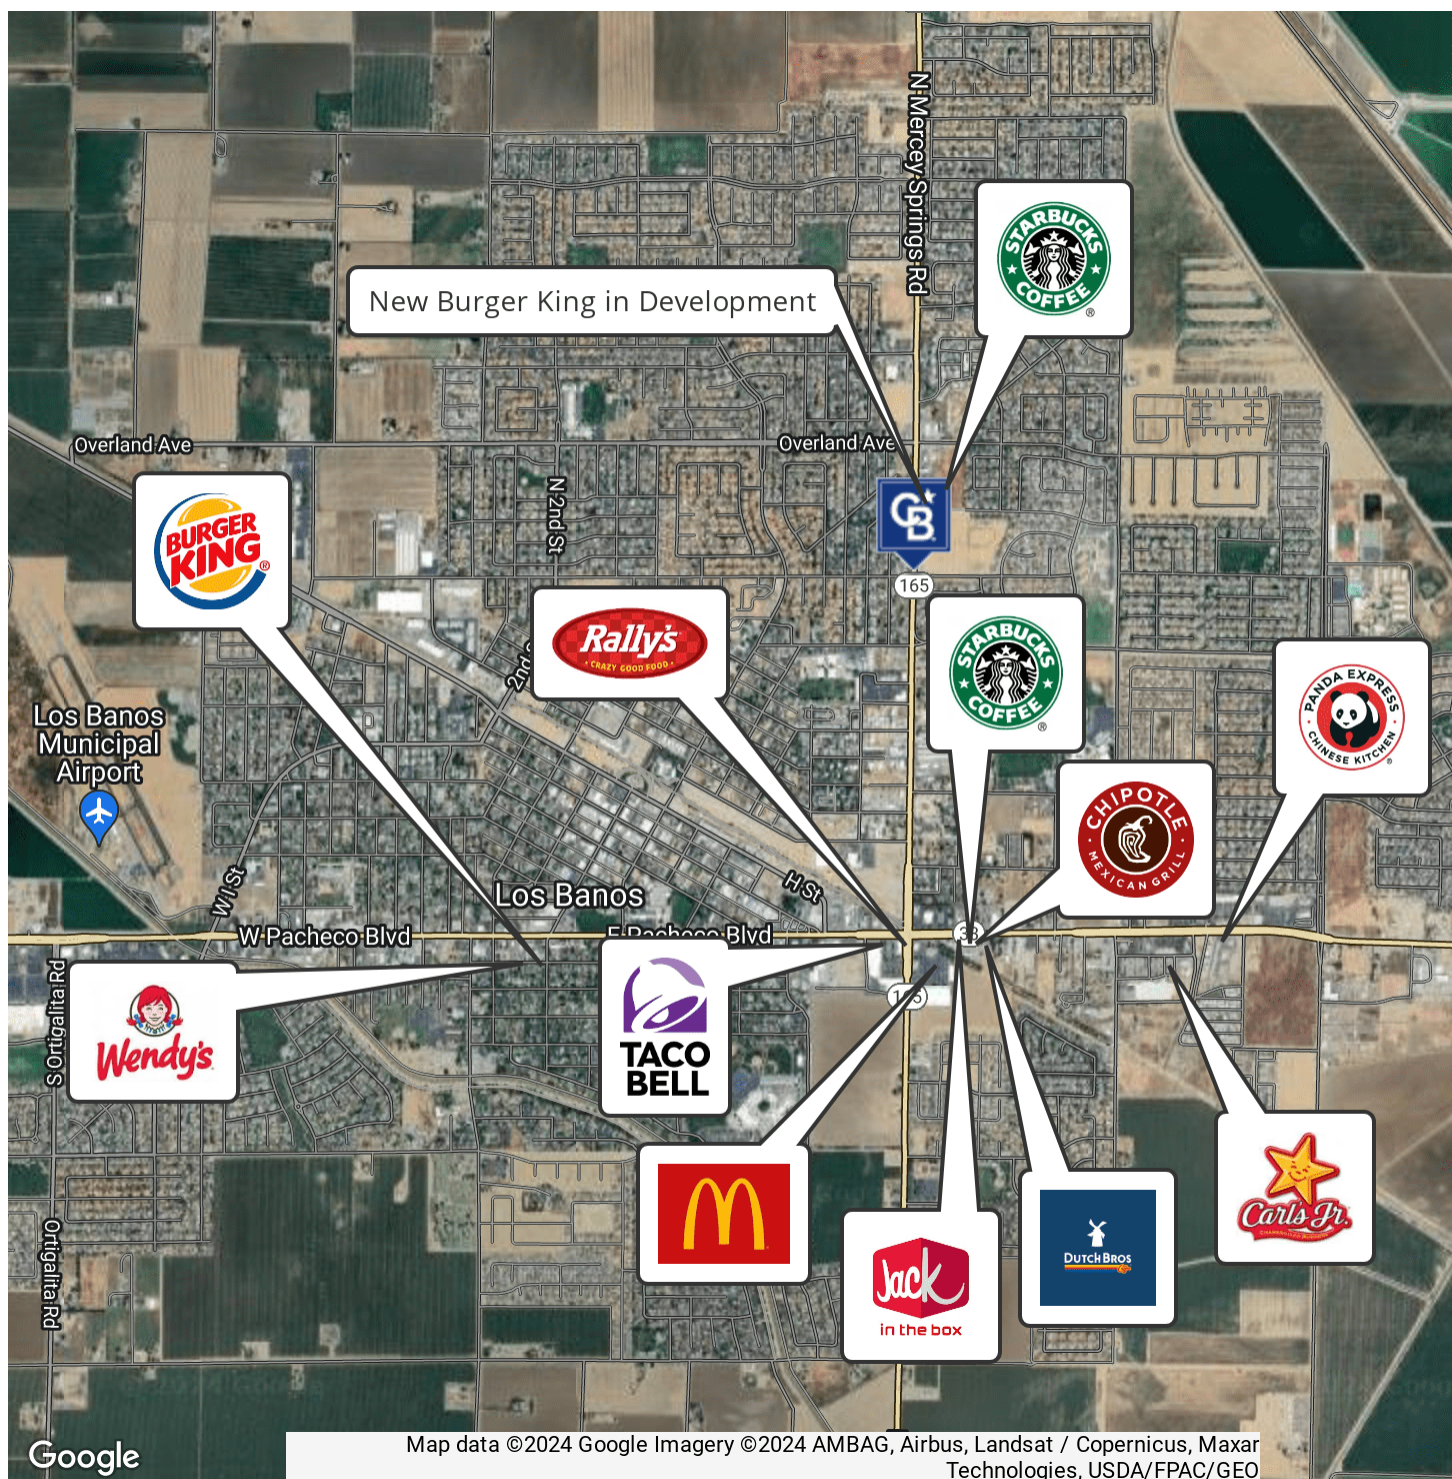 N Mercey Springs Rd
STARBUCKS
COFFEE
®
New Burger King in Development
Overland Ave
Overland Ave
N 2nd St
BURGER
KING
®
CB
165
Rally's
CRAZY GOOD FOOD
2nd
STARBUCKS
COFFEE
®
PANDA EXPRESS
CHINESE KITCHEN
®
Los Banos
Municipal
Airport
CHIPOTLE
MEXICAN GRILL
W I St
Los Banos
H St
W Pacheco Blvd
E Pacheco Blvd
33
S Ortigalita Rd
Wendy's
TACO
BELL
M
Jack
in the box
DUTCH BROS
Carl's Jr.
Ortigalita Rd
Google
Map data ©2024 Google Imagery ©2024 AMBAG, Airbus, Landsat / Copernicus, Maxar
Technologies, USDA/FPAC/GEO